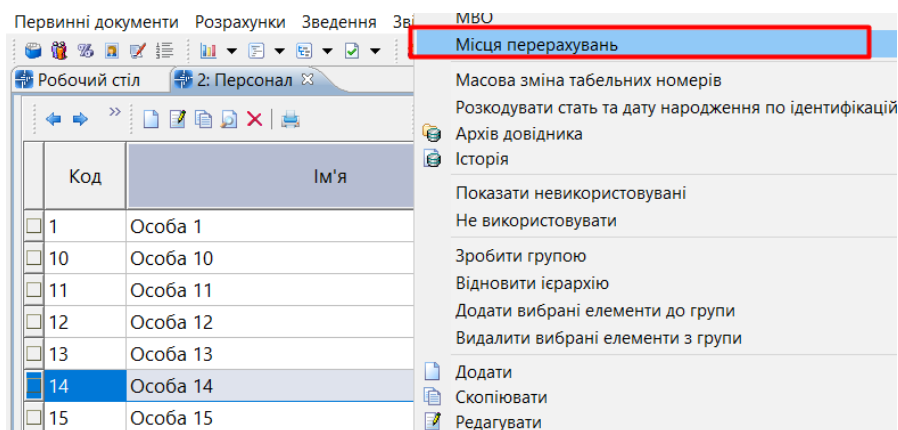 Первинні документи Розрахунки Зведення Зві
Робочий стіл 2: Персонал
Код Ім'я
1 Особа 1
10 Особа 10
11 Особа 11
12 Особа 12
13 Особа 13
14 Особа 14
15 Особа 15
МВО
Місця перерахувань
Масова зміна табельних номерів
Розкодувати стать та дату народження по ідентифікацій
Архів довідника
Історія
Показати невикористовувані
Не використовувати
Зробити групою
Відновити ієрархію
Додати вибрані елементи до групи
Видалити вибрані елементи з групи
Додати
Скопіювати
Редагувати